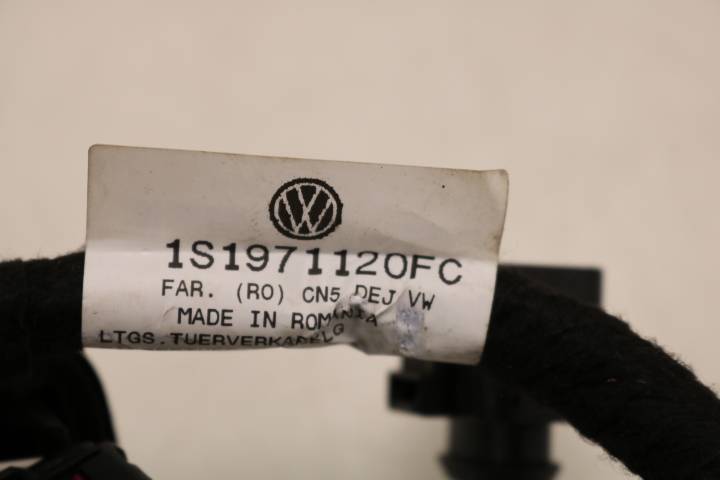 1S1971120FC
FAR. (RO) CN5 DEJ VW
MADE IN ROMANIA
LTGS.TUERVERKABELG